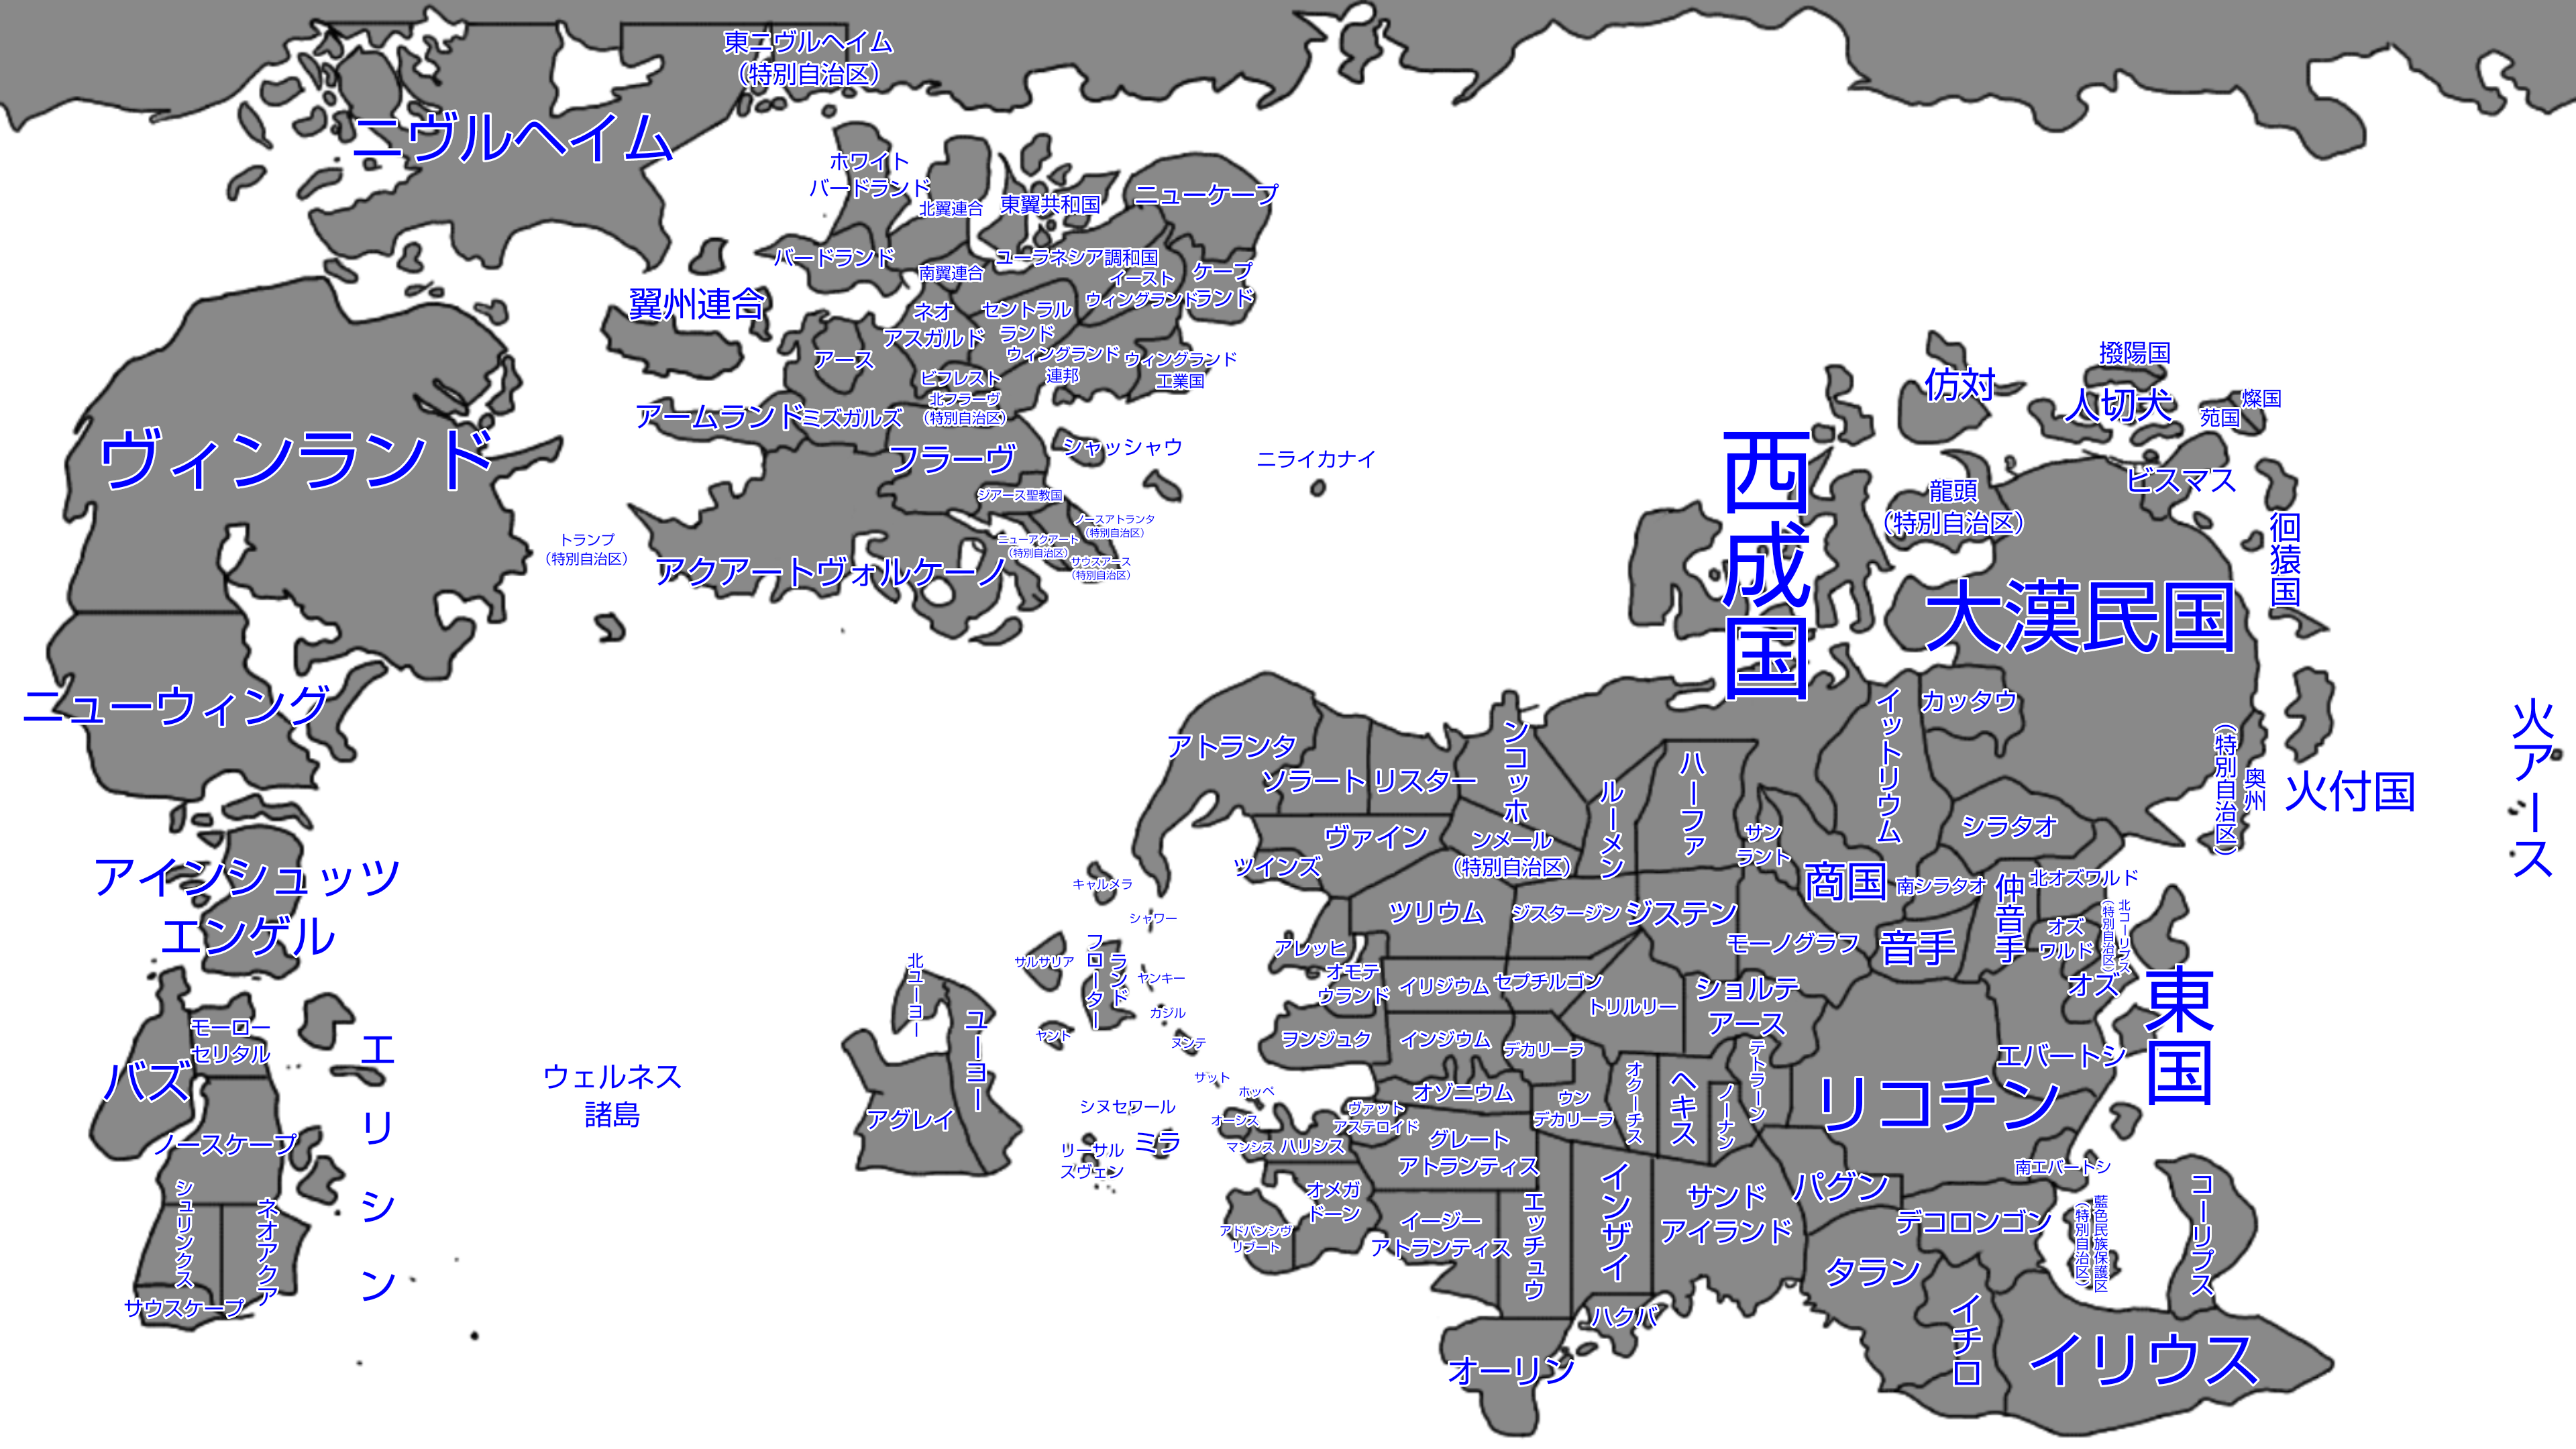 東ニヴルヘイム
(特別自治区)
ニヴルヘイム
ホワイト
バードランド
北翼連合
東翼共和国
ニューケープ
バードランド
南翼連合
ユーラネシア調和国
イースト
ウィングランド
ケープ
ランド
翼州連合
ネオ
アスガルド
セントラル
ランド
アース
ウィングランド
連邦
ウィングランド
工業国
ビフレスト
北フラーヴ
(特別自治区)
アームランド
ミズガルズ
フラーヴ
シャッシャウ
ニライカナイ
ジアース聖教国
ノースアトランタ
(特別自治区)
ニューアクアート
(特別自治区)
サウスアース
(特別自治区)
アクアートヴォルケーノ
トランプ
(特別自治区)
ヴィンランド
ニューウィング
アインシュッツ
エンゲル
モーロー
セリタル
バズ
ノースケープ
シュリンクス
ネオアクア
サウスケープ
エリシン
ウェルネス
諸島
北ユーヨー
ユーヨー
アグレイ
キャルメラ
シャワー
サルサリア
フローター
ランド
ヤンキー
ガジル
ヤント
ヌンテ
サット
ホッペ
シヌセワール
リーサル
スヴェン
ミラ
オーシス
マンシス
ハリシス
ヴァット
アステロイド
西成国
仿対
撥陽国
人切犬
苑国
燦国
ビスマス
龍頭
(特別自治区)
徊猿国
大漢民国
奥州
(特別自治区)
火付国
火アース
アトランタ
ソラート
リスター
ンコッホ
ルーメン
ハーファ
イットリウム
カッタウ
ヴァイン
ンメール
(特別自治区)
サン
ラント
シラタオ
ツインズ
商国
南シラタオ
仲音手
北オズワルド
ツリウム
ジスタージン
ジステン
モーノグラフ
音手
オズ
ワルド
北コーリプス
(特別自治区)
オズ
東国
アレッヒ
オモテ
ウランド
イリジウム
セプチルゴン
トリルリー
ショルテ
アース
ヲンジュク
インジウム
デカリーラ
テトラーン
エバートン
リコチン
オゾニウム
ウン
デカリーラ
オクーチス
ヘキス
ノーナン
グレート
アトランティス
南エバートン
オメガ
ドーン
アドバンシヴ
リブート
イージー
アトランティス
エッチュウ
インザイ
サンド
アイランド
パグン
デコロンゴン
藍色民族保護区
(特別自治区)
コーリプス
タラン
ハクバ
イチロ
オーリン
イリウス